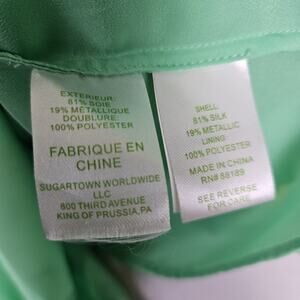 EXTERIEUR:
81% SOIE
19% MÉTALLIQUE
DOUBLURE:
100% POLYESTER
FABRIQUE EN
CHINE
SUGARTOWN WORLDWIDE
LLC
800 THIRD AVENUE
KING OF PRUSSIA,PA
SHELL:
81% SILK
19% METALLIC
LINING:
100% POLYESTER
MADE IN CHINA
RN# 88189
SEE REVERSE
FOR CARE